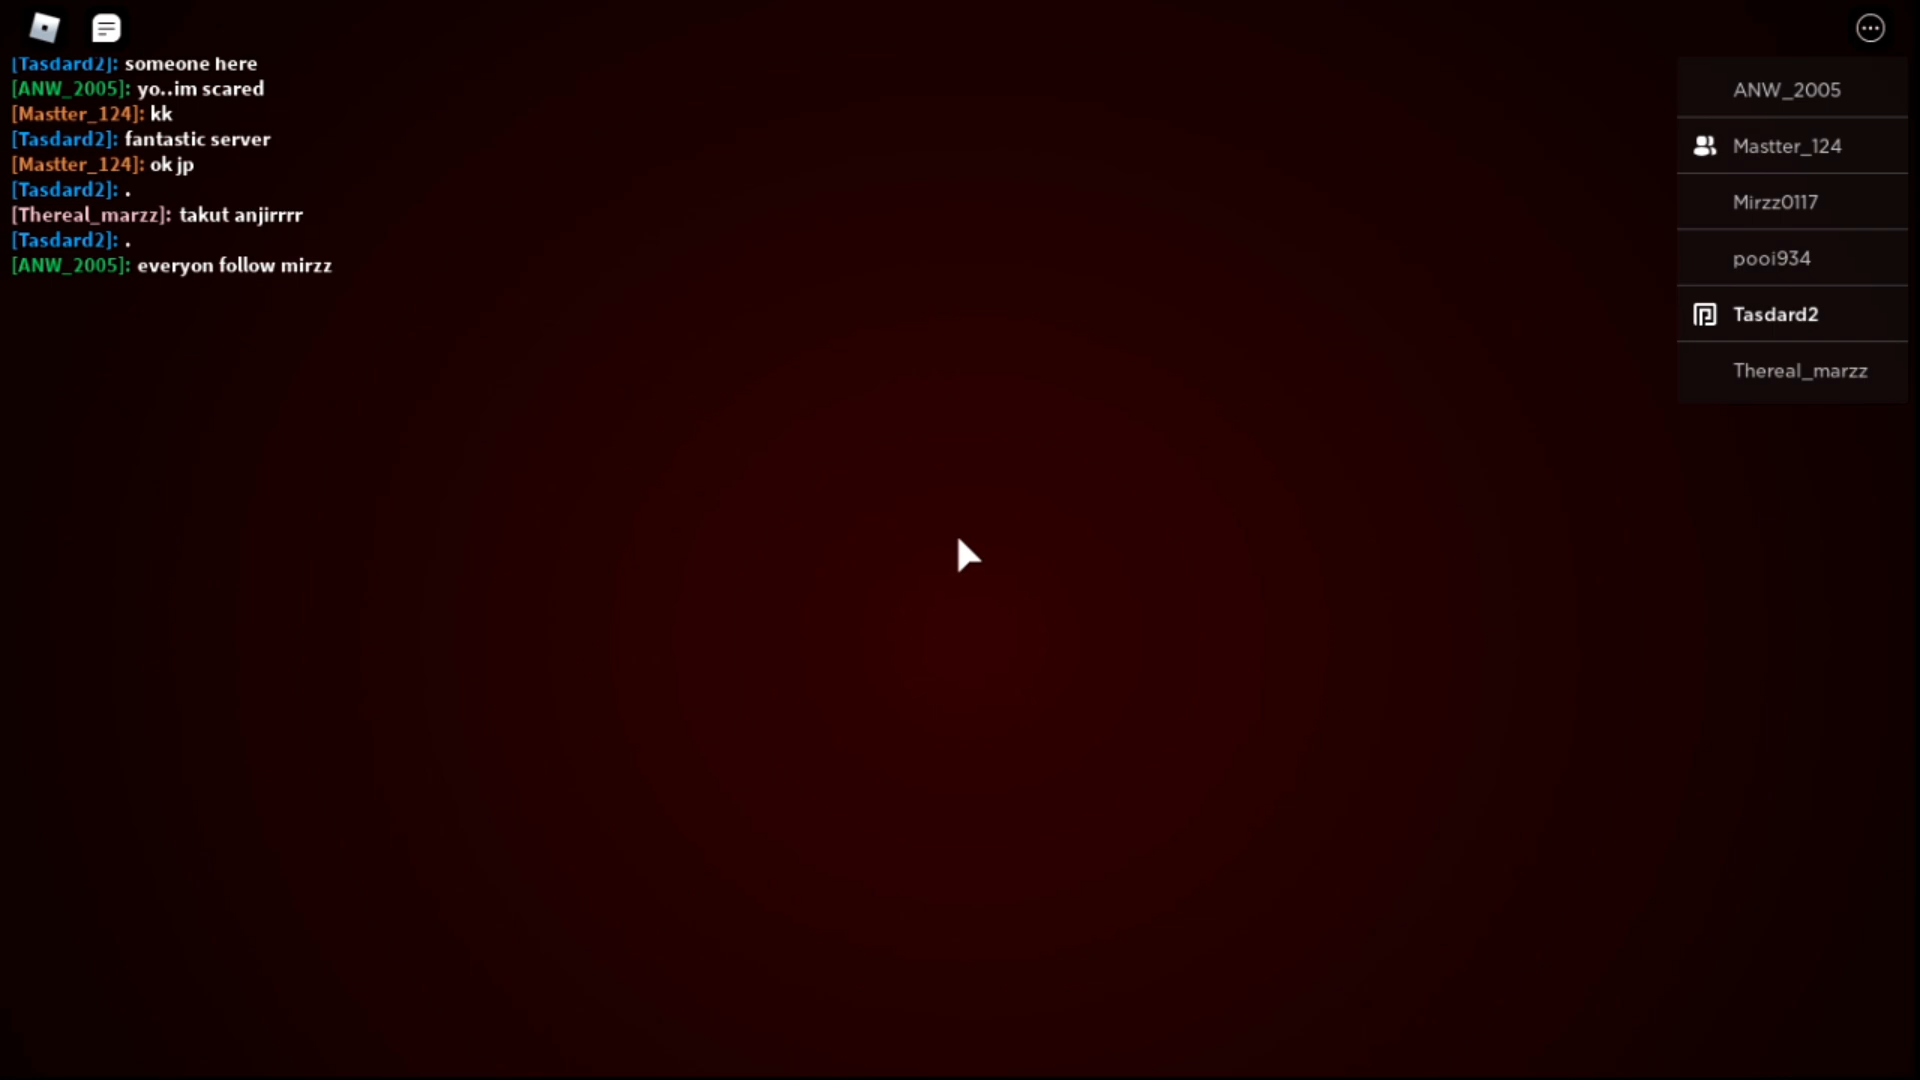 [Tasdard2]: someone here
[ANW_2005]: yo..im scared
[Mastter_124]: kk
[Tasdard2]: fantastic server
[Mastter_124]: ok jp
[Tasdard2]: .
[Thereal_marzz]: takut anjirrrr
[Tasdard2]: .
[ANW_2005]: everyon follow mirzz
ANW_2005
Mastter_124
Mirzz0117
pooi934
Tasdard2
Thereal_marzz